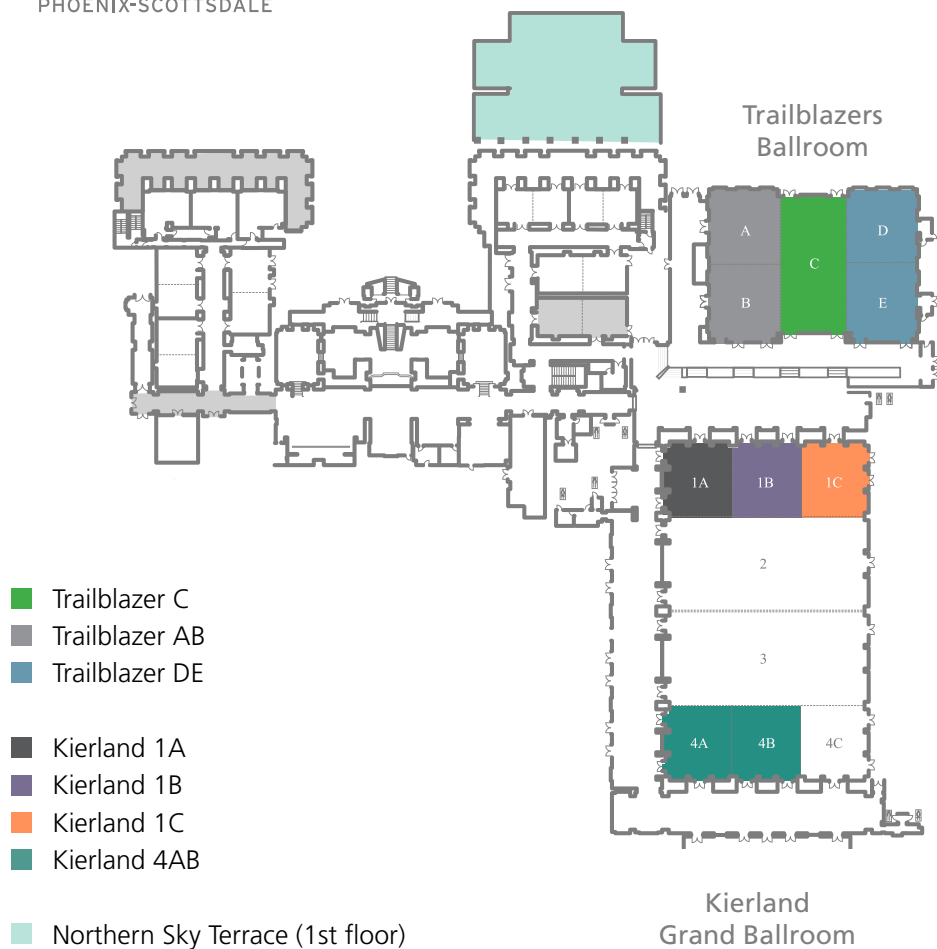 PHOENIX-SCOTTSDALE
Trailblazers
Ballroom
A
D
C
B
E
1A
1B
1C
2
3
4A
4B
4C
Trailblazer C
Trailblazer AB
Trailblazer DE
Kierland 1A
Kierland 1B
Kierland 1C
Kierland 4AB
Northern Sky Terrace (1st floor)
Kierland
Grand Ballroom